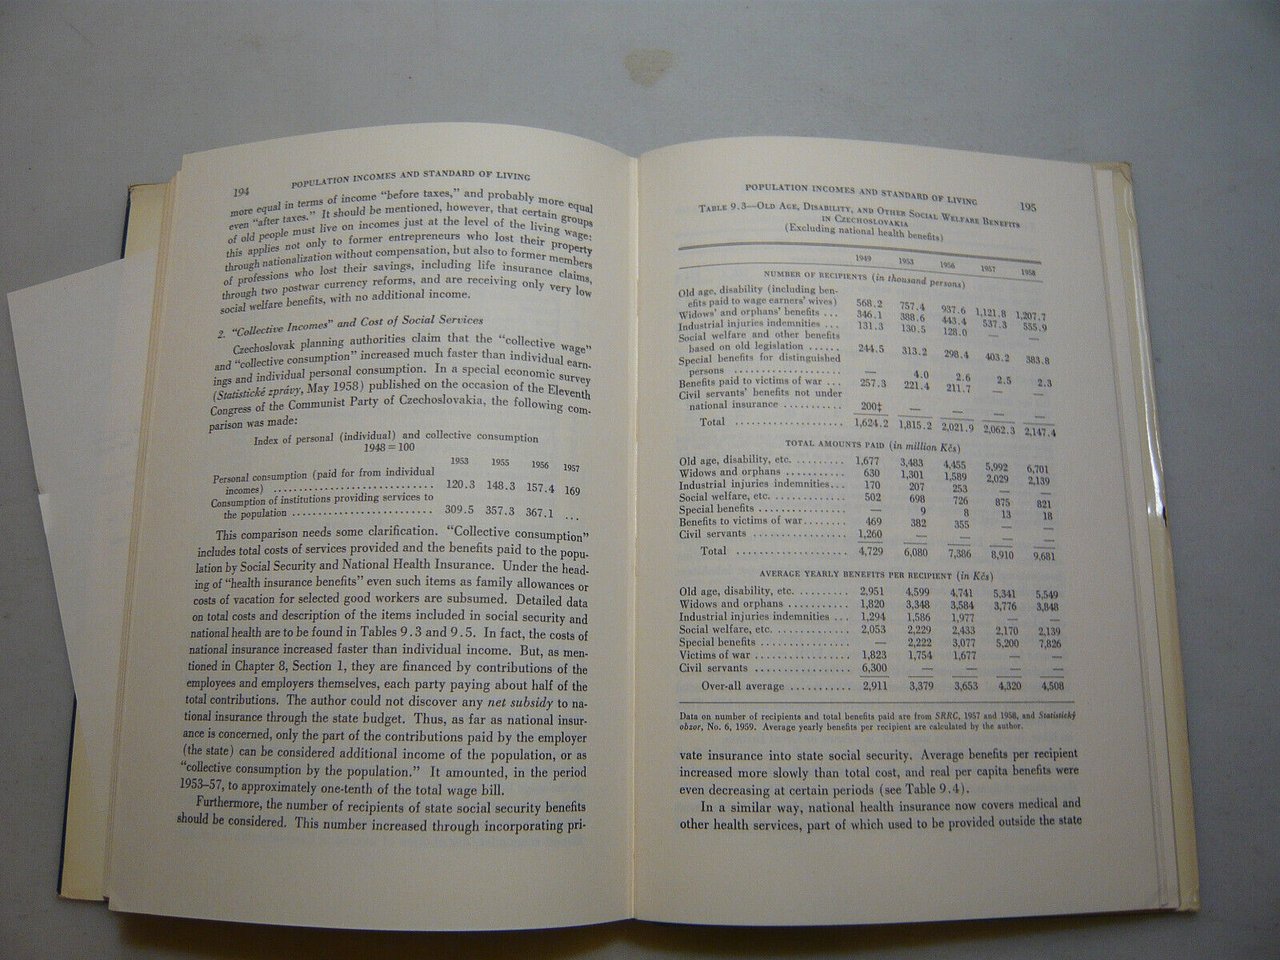 194
POPULATION INCOMES AND STANDARD OF LIVING
more equal in terms of income “before taxes,” and probably more equal
even “after taxes.” It should be mentioned, however, that certain groups
of old people must live on incomes just at the level of the living wage:
this applies not only to former entrepreneurs who lost their property
through nationalization without compensation, but also to former members
of professions who lost their savings, including life insurance claims,
through two postwar currency reforms, and are receiving only very low
social welfare benefits, with no additional income.
2. “Collective Incomes” and Cost of Social Services
Czechoslovak planning authorities claim that the “collective wage”
and “collective consumption” increased much faster than individual earn-
ings and individual personal consumption. In a special economic survey
(Statistické zprávy, May 1958) published on the occasion of the Eleventh
Congress of the Communist Party of Czechoslovakia, the following com-
parison was made:
Index of personal (individual) and collective consumption
1948 = 100
1953 1955 1956 1957
Personal consumption (paid for from individual
incomes) .............................. 120.3 148.3 157.4 169
Consumption of institutions providing services to
the population .......................... 309.5 357.3 367.1 ...
This comparison needs some clarification. “Collective consumption”
includes total costs of services provided and the benefits paid to the popu-
lation by Social Security and National Health Insurance. Under the head-
ing of “health insurance benefits” even such items as family allowances or
costs of vacation for selected good workers are subsumed. Detailed data
on total costs and description of the items included in social security and
national health are to be found in Tables 9.3 and 9.5. In fact, the costs of
national insurance increased faster than individual income. But, as men-
tioned in Chapter 8, Section 1, they are financed by contributions of the
employees and employers themselves, each party paying about half of the
total contributions. The author could not discover any net subsidy to na-
tional insurance through the state budget. Thus, as far as national insur-
ance is concerned, only the part of the contributions paid by the employer
(the state) can be considered additional income of the population, or as
“collective consumption by the population.” It amounted, in the period
1953–57, to approximately one-tenth of the total wage bill.
Furthermore, the number of recipients of state social security benefits
should be considered. This number increased through incorporating pri-
POPULATION INCOMES AND STANDARD OF LIVING
195
TABLE 9.3—OLD AGE, DISABILITY, AND OTHER SOCIAL WELFARE BENEFITS
IN CZECHOSLOVAKIA
(Excluding national health benefits)
1949 1953 1956 1957 1958
NUMBER OF RECIPIENTS (in thousand persons)
Old age, disability (including ben-
efits paid to wage earners’ wives) 568.2 757.4 937.6 1,121.8 1,207.7
Widows’ and orphans’ benefits ... 346.1 388.6 443.4 537.3 555.9
Industrial injuries indemnities ... 131.3 130.5 128.0 — —
Social welfare and other benefits
based on old legislation ...... 244.5 313.2 298.4 403.2 383.8
Special benefits for distinguished
persons .................... — 4.0 2.6 2.5 2.3
Benefits paid to victims of war ... 257.3 221.4 211.7 — —
Civil servants’ benefits not under
national insurance ........... 200‡ — — — —
Total ................... 1,624.2 1,815.2 2,021.9 2,062.3 2,147.4
TOTAL AMOUNTS PAID (in million Kčs)
Old age, disability, etc. .......... 1,677 3,483 4,455 5,992 6,701
Widows and orphans ............ 630 1,301 1,589 2,029 2,139
Industrial injuries indemnities... 170 207 253 — —
Social welfare, etc. ............. 502 698 726 875 821
Special benefits ................ — 9 8 13 18
Benefits to victims of war........ 469 382 355 — —
Civil servants ................. 1,260 — — — —
Total ................... 4,729 6,080 7,386 8,910 9,681
AVERAGE YEARLY BENEFITS PER RECIPIENT (in Kčs)
Old age, disability, etc. .......... 2,951 4,599 4,741 5,341 5,549
Widows and orphans ........... 1,820 3,348 3,584 3,776 3,848
Industrial injuries indemnities ... 1,294 1,586 1,977 — —
Social welfare, etc. ............. 2,053 2,229 2,433 2,170 2,139
Special benefits ................ — 2,222 3,077 5,200 7,826
Victims of war ................. 1,823 1,754 1,677 — —
Civil servants .................. 6,300 — — — —
Over-all average ........... 2,911 3,379 3,653 4,320 4,508
Data on number of recipients and total benefits paid are from SRRC, 1957 and 1958, and Statistický
obzor, No. 6, 1959. Average yearly benefits per recipient are calculated by the author.
vate insurance into state social security. Average benefits per recipient
increased more slowly than total cost, and real per capita benefits were
even decreasing at certain periods (see Table 9.4).
In a similar way, national health insurance now covers medical and
other health services, part of which used to be provided outside the state